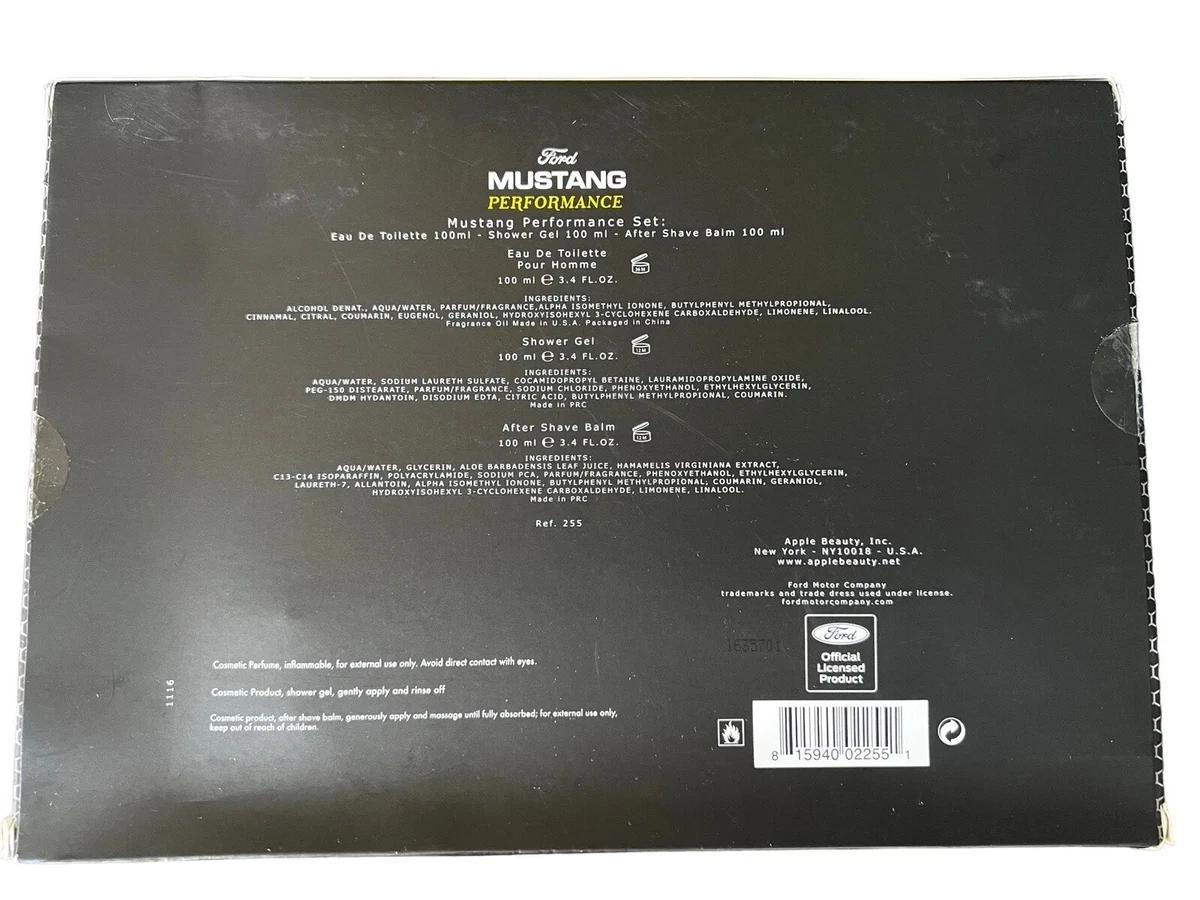 Ford
MUSTANG
PERFORMANCE
Mustang Performance Set:
Eau De Toilette 100ml - Shower Gel 100 ml - After Shave Balm 100 ml
Eau De Toilette
Pour Homme
36 M
100 ml ℮ 3.4 FL.OZ.
INGREDIENTS:
ALCOHOL DENAT., AQUA/WATER, PARFUM/FRAGRANCE,ALPHA ISOMETHYL IONONE, BUTYLPHENYL METHYLPROPIONAL,
CINNAMAL, CITRAL, COUMARIN, EUGENOL, GERANIOL, HYDROXYISOHEXYL 3-CYCLOHEXENE CARBOXALDEHYDE, LIMONENE, LINALOOL.
Fragrance Oil Made in U.S.A. Packaged in China
Shower Gel
12 M
100 ml ℮ 3.4 FL.OZ.
INGREDIENTS:
AQUA/WATER, SODIUM LAURETH SULFATE, COCAMIDOPROPYL BETAINE, LAURAMIDOPROPYLAMINE OXIDE,
PEG-150 DISTEARATE, PARFUM/FRAGRANCE, SODIUM CHLORIDE, PHENOXYETHANOL, ETHYLHEXYLGLYCERIN,
DMDM HYDANTOIN, DISODIUM EDTA, CITRIC ACID, BUTYLPHENYL METHYLPROPIONAL, COUMARIN.
Made in PRC
After Shave Balm
12 M
100 ml ℮ 3.4 FL.OZ.
INGREDIENTS:
AQUA/WATER, GLYCERIN, ALOE BARBADENSIS LEAF JUICE, HAMAMELIS VIRGINIANA EXTRACT,
C13-C14 ISOPARAFFIN, POLYACRYLAMIDE, SODIUM PCA, PARFUM/FRAGRANCE, PHENOXYETHANOL, ETHYLHEXYLGLYCERIN,
LAURETH-7, ALLANTOIN, ALPHA ISOMETHYL IONONE, BUTYLPHENYL METHYLPROPIONAL; COUMARIN, GERANIOL,
HYDROXYISOHEXYL 3-CYCLOHEXENE CARBOXALDEHYDE, LIMONENE, LINALOOL.
Made in PRC
Ref. 255
Apple Beauty, Inc.
New York - NY10018 - U.S.A.
www.applebeauty.net
Ford Motor Company
trademarks and trade dress used under license.
fordmotorcompany.com
1635701
Ford
Official
Licensed
Product
1116
Cosmetic Perfume, inflammable, for external use only. Avoid direct contact with eyes.
Cosmetic Product, shower gel, gently apply and rinse off
Cosmetic product, after shave balm, generously apply and massage until fully absorbed; for external use only,
keep out of reach of children.
8 15940 02255 1